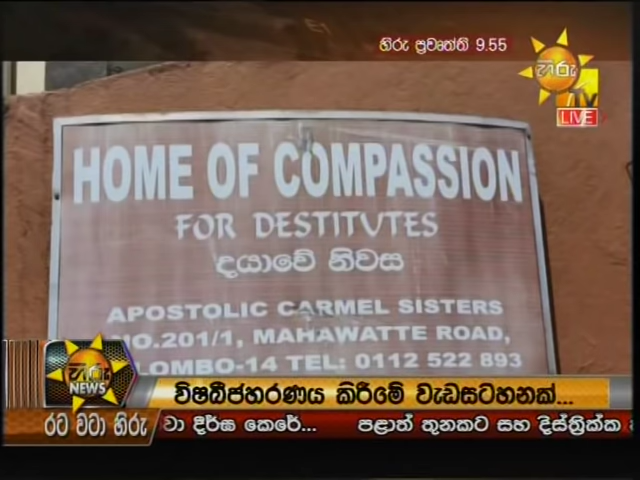 හිරු ප්‍රවෘත්ති 9.55
හිරු
TV
LIVE
HOME OF COMPASSION
FOR DESTITUTES
දයාවේ නිවස
APOSTOLIC CARMEL SISTERS
NO.201/1, MAHAWATTE ROAD,
COLOMBO-14 TEL: 0112 522 893
හිරු
NEWS
විෂබීජහරණය කිරීමේ වැඩසටහනක්...
රට වටා හිරු
වා දීර්ඝ කෙරේ... පළාත් තුනකට සහ දිස්ත්‍රික්ක